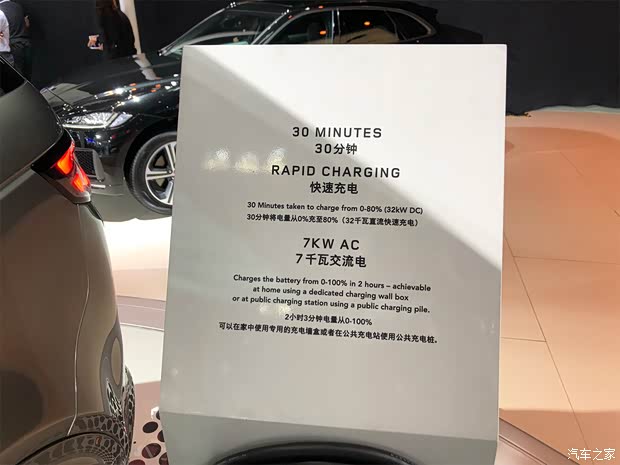 30 MINUTES
30分钟
RAPID CHARGING
快速充电
30 Minutes taken to charge from 0-80% (32kW DC)
30分钟将电量从0%充至80%（32千瓦直流快速充电）
7KW AC
7千瓦交流电
Charges the battery from 0-100% in 2 hours – achievable
at home using a dedicated charging wall box
or at public charging station using a public charging pile.
2小时3分钟电量从0-100%
可以在家中使用专用的充电墙盒或者在公共充电站使用公共充电桩。
汽车之家